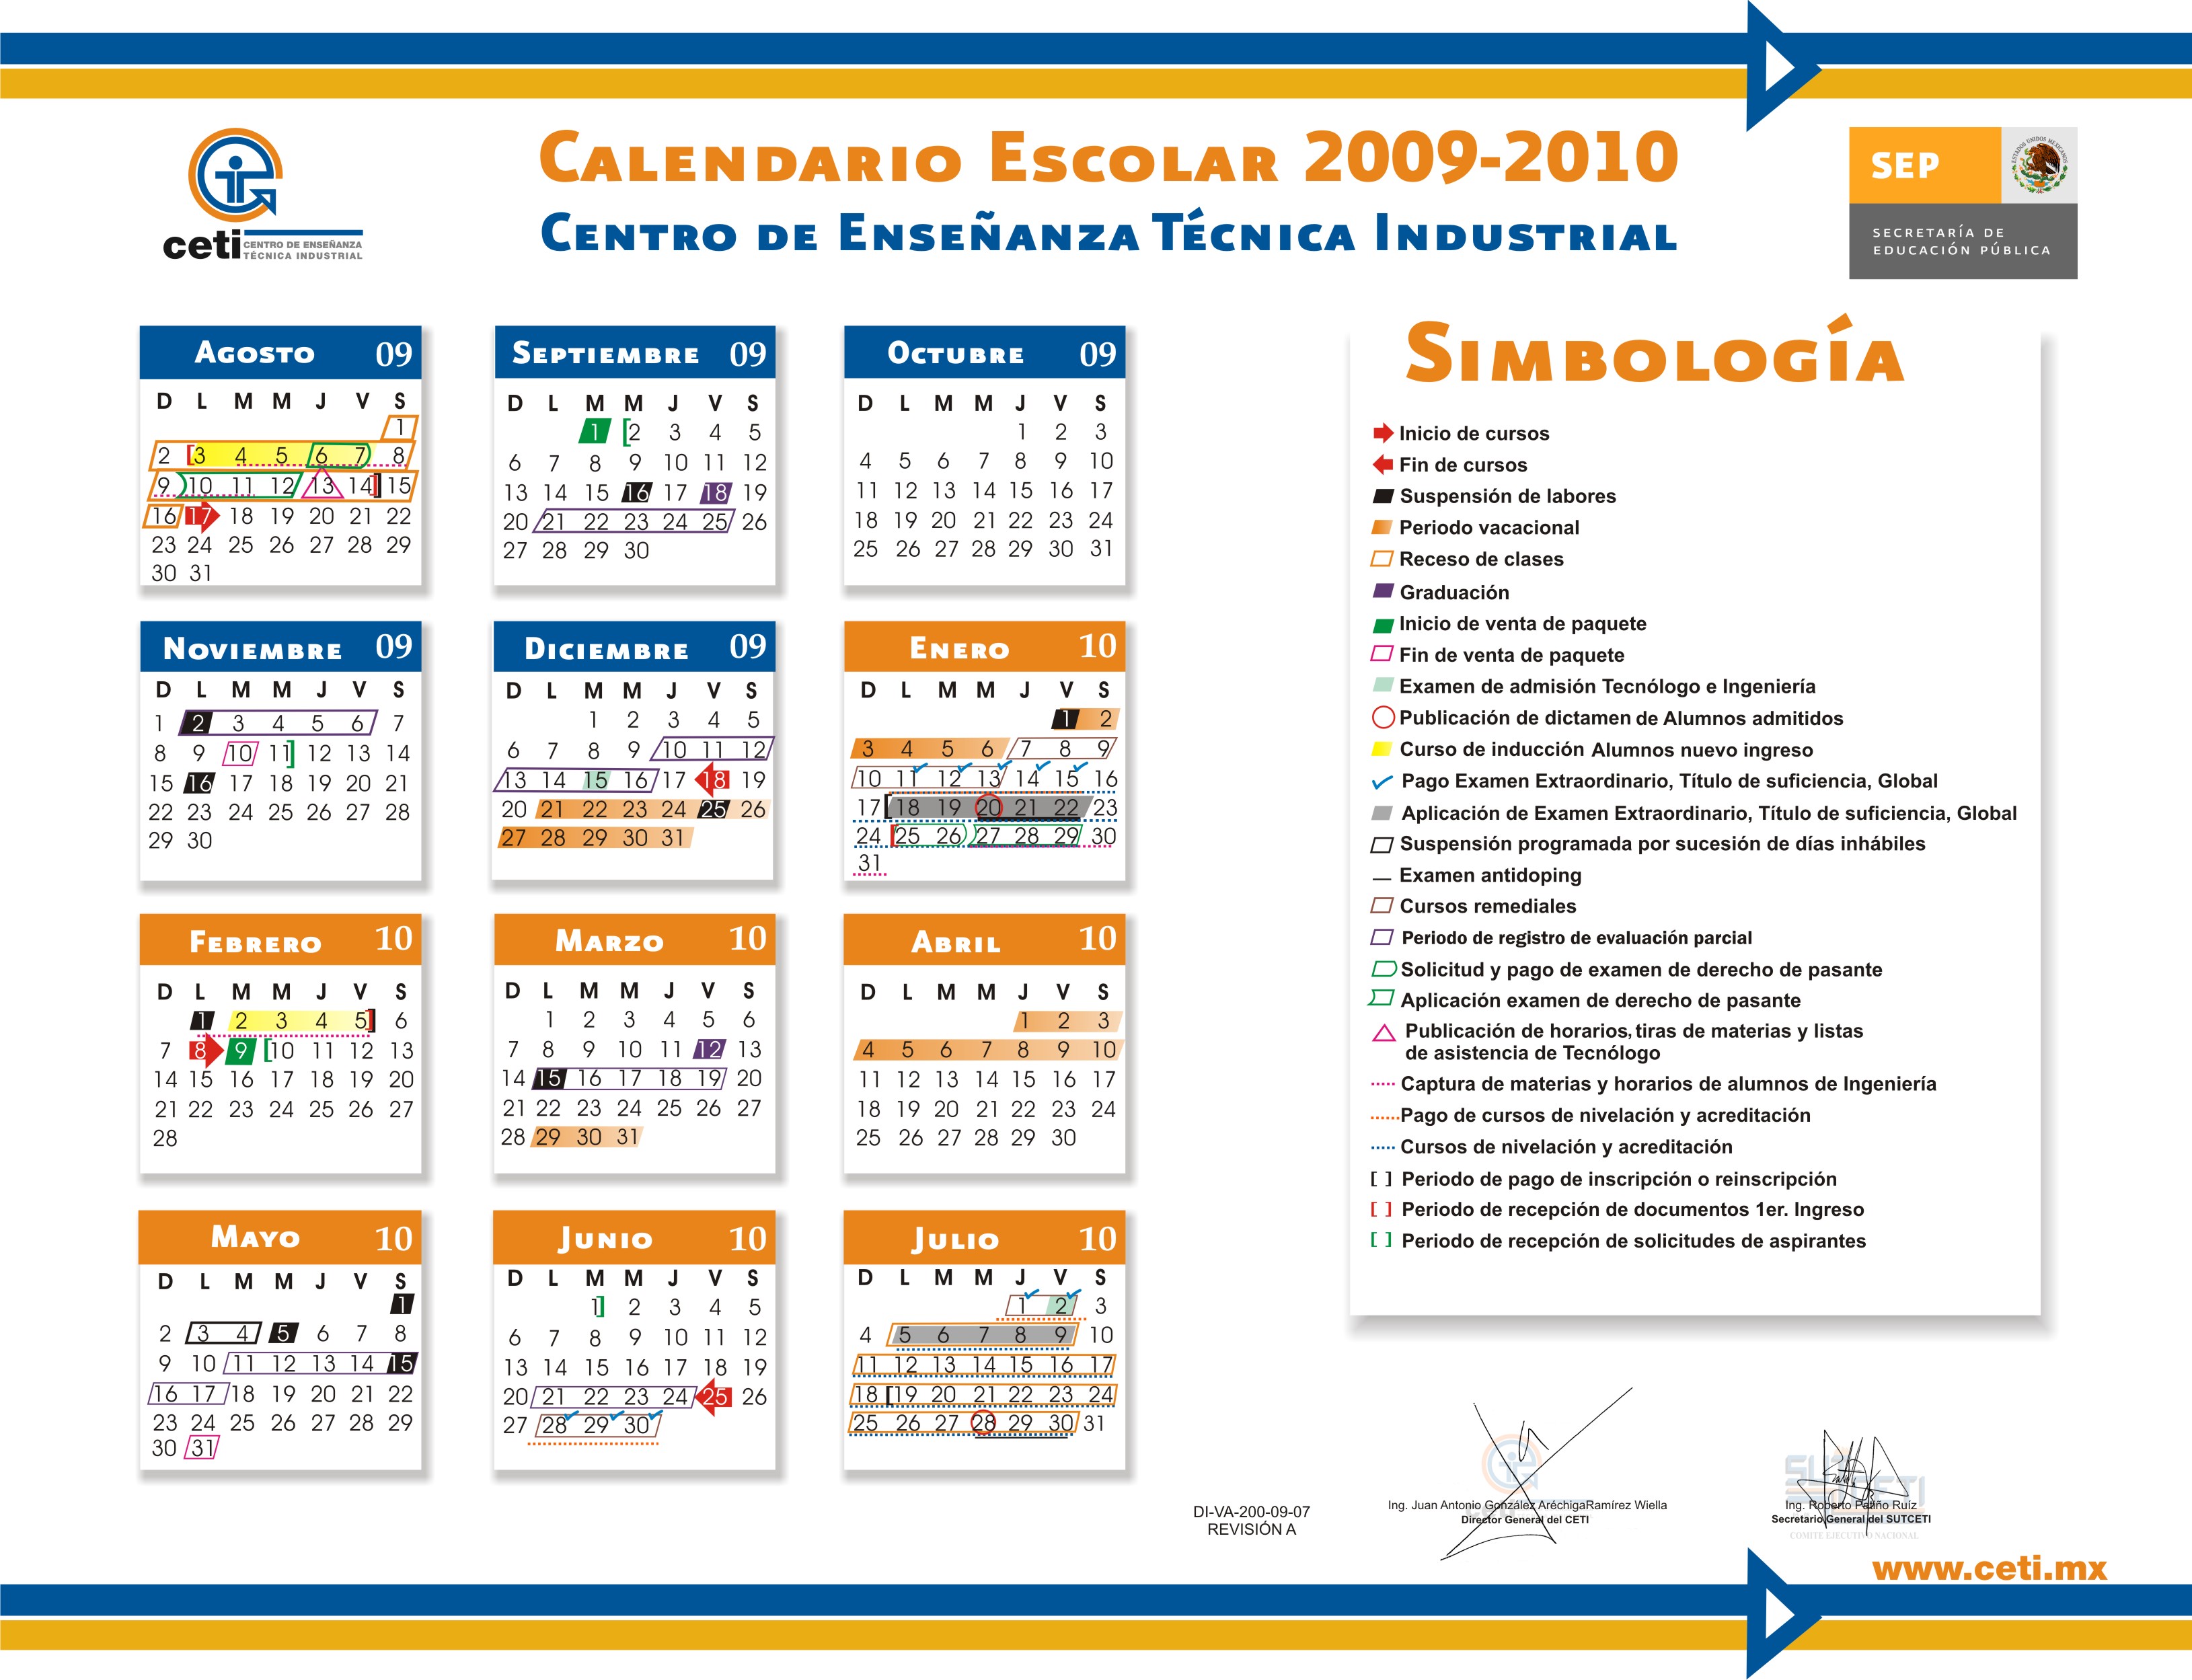 CALENDARIO ESCOLAR 2009-2010
CENTRO DE ENSEÑANZA TÉCNICA INDUSTRIAL
ceti CENTRO DE ENSEÑANZA
TÉCNICA INDUSTRIAL
SEP
ESTADOS UNIDOS MEXICANOS
SECRETARÍA DE
EDUCACIÓN PÚBLICA
AGOSTO 09
D L M M J V S
1
2 3 4 5 6 7 8
9 10 11 12 13 14 15
16 17 18 19 20 21 22
23 24 25 26 27 28 29
30 31
SEPTIEMBRE 09
D L M M J V S
1 2 3 4 5
6 7 8 9 10 11 12
13 14 15 16 17 18 19
20 21 22 23 24 25 26
27 28 29 30
OCTUBRE 09
D L M M J V S
1 2 3
4 5 6 7 8 9 10
11 12 13 14 15 16 17
18 19 20 21 22 23 24
25 26 27 28 29 30 31
NOVIEMBRE 09
D L M M J V S
1 2 3 4 5 6 7
8 9 10 11 12 13 14
15 16 17 18 19 20 21
22 23 24 25 26 27 28
29 30
DICIEMBRE 09
D L M M J V S
1 2 3 4 5
6 7 8 9 10 11 12
13 14 15 16 17 18 19
20 21 22 23 24 25 26
27 28 29 30 31
ENERO 10
D L M M J V S
1 2
3 4 5 6 7 8 9
10 11 12 13 14 15 16
17 18 19 20 21 22 23
24 25 26 27 28 29 30
31
FEBRERO 10
D L M M J V S
1 2 3 4 5 6
7 8 9 10 11 12 13
14 15 16 17 18 19 20
21 22 23 24 25 26 27
28
MARZO 10
D L M M J V S
1 2 3 4 5 6
7 8 9 10 11 12 13
14 15 16 17 18 19 20
21 22 23 24 25 26 27
28 29 30 31
ABRIL 10
D L M M J V S
1 2 3
4 5 6 7 8 9 10
11 12 13 14 15 16 17
18 19 20 21 22 23 24
25 26 27 28 29 30
MAYO 10
D L M M J V S
1
2 3 4 5 6 7 8
9 10 11 12 13 14 15
16 17 18 19 20 21 22
23 24 25 26 27 28 29
30 31
JUNIO 10
D L M M J V S
1 2 3 4 5
6 7 8 9 10 11 12
13 14 15 16 17 18 19
20 21 22 23 24 25 26
27 28 29 30
JULIO 10
D L M M J V S
1 2 3
4 5 6 7 8 9 10
11 12 13 14 15 16 17
18 19 20 21 22 23 24
25 26 27 28 29 30 31
SIMBOLOGÍA
Inicio de cursos
Fin de cursos
Suspensión de labores
Periodo vacacional
Receso de clases
Graduación
Inicio de venta de paquete
Fin de venta de paquete
Examen de admisión Tecnólogo e Ingeniería
Publicación de dictamen de Alumnos admitidos
Curso de inducción Alumnos nuevo ingreso
Pago Examen Extraordinario, Título de suficiencia, Global
Aplicación de Examen Extraordinario, Título de suficiencia, Global
Suspensión programada por sucesión de días inhábiles
Examen antidoping
Cursos remediales
Periodo de registro de evaluación parcial
Solicitud y pago de examen de derecho de pasante
Aplicación examen de derecho de pasante
Publicación de horarios, tiras de materias y listas
de asistencia de Tecnólogo
Captura de materias y horarios de alumnos de Ingeniería
Pago de cursos de nivelación y acreditación
Cursos de nivelación y acreditación
[ ] Periodo de pago de inscripción o reinscripción
[ ] Periodo de recepción de documentos 1er. Ingreso
[ ] Periodo de recepción de solicitudes de aspirantes
DI-VA-200-09-07
REVISIÓN A
Ing. Juan Antonio González AréchigaRamírez Wiella
Director General del CETI
SUTCETI
Ing. Roberto Patiño Ruíz
Secretario General del SUTCETI
COMITE EJECUTIVO NACIONAL
www.ceti.mx